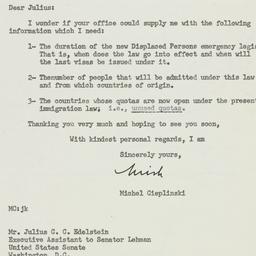 Dear Julius:
I wonder if your office could supply me with the following
information which I need:
1- The duration of the new Displaced Persons emergency legis
That is, when does the law go into effect and when will
the last visas be issued under it.
2- Thenumber of people that will be admitted under this law
and from which countries of origin.
3- The countries whose quotas are now open under the present
immigration law; i.e., unused quotas.
Thanking you very much and hoping to see you soon,
With kindest personal regards, I am
Sincerely yours,
Michel Cieplinski
MC:jk
Mr. Julius C. C. Edelstein
Executive Assistant to Senator Lehman
United States Senate
Washington, D.C.